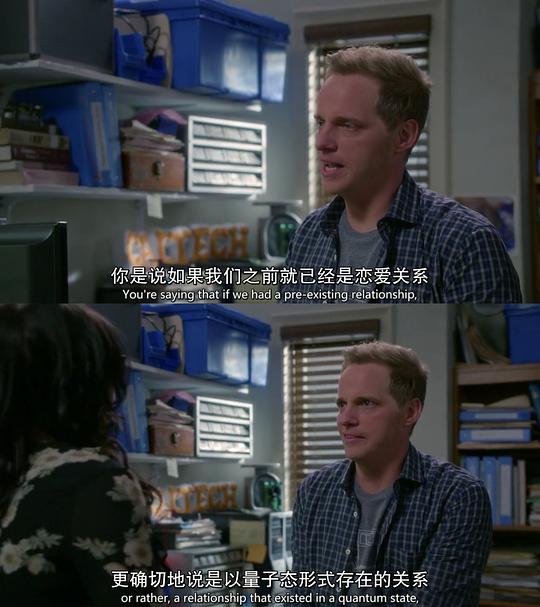 CALTECH
你是说如果我们之前就已经是恋爱关系
You're saying that if we had a pre-existing relationship,
CALTECH
更确切地说是以量子态形式存在的关系
or rather, a relationship that existed in a quantum state,